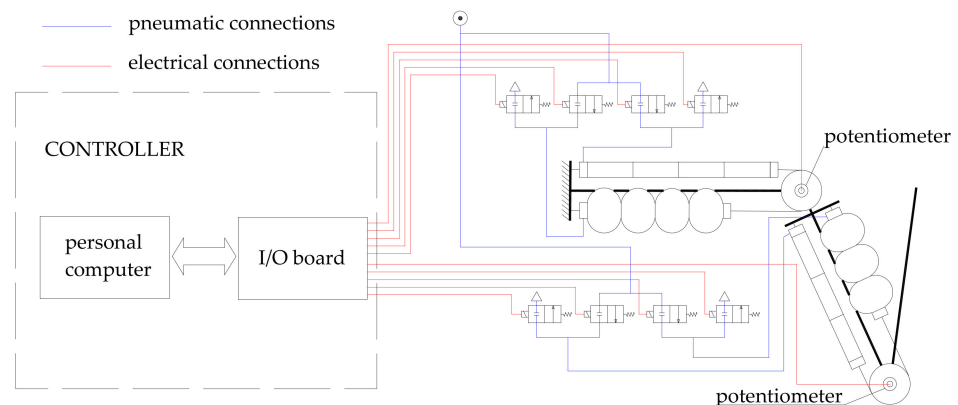 pneumatic connections
electrical connections
CONTROLLER
potentiometer
personal
computer
I/O board
potentiometer